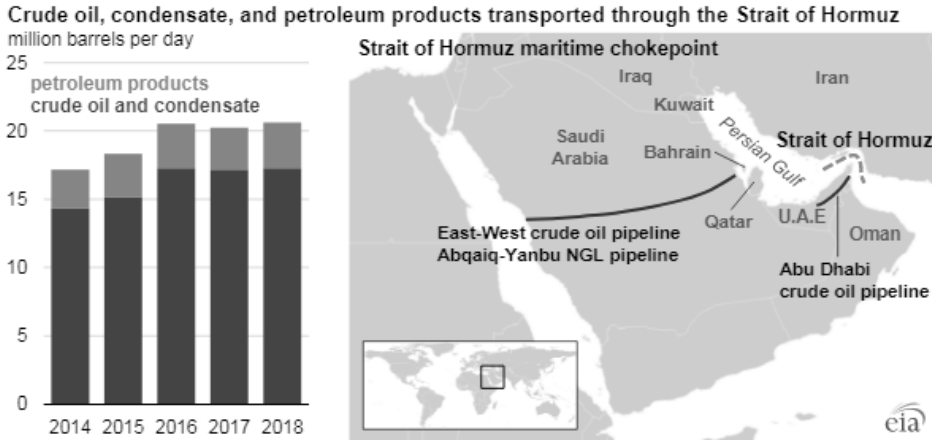 Crude oil, condensate, and petroleum products transported through the Strait of Hormuz
million barrels per day
25
petroleum products
crude oil and condensate
20
15
10
5
0
2014 2015 2016 2017 2018
Strait of Hormuz maritime chokepoint
Iraq
Iran
Kuwait
Persian Gulf
Strait of Hormuz
Saudi
Arabia
Bahrain
Qatar
U.A.E
Oman
East-West crude oil pipeline
Abqaiq-Yanbu NGL pipeline
Abu Dhabi
crude oil pipeline
eia